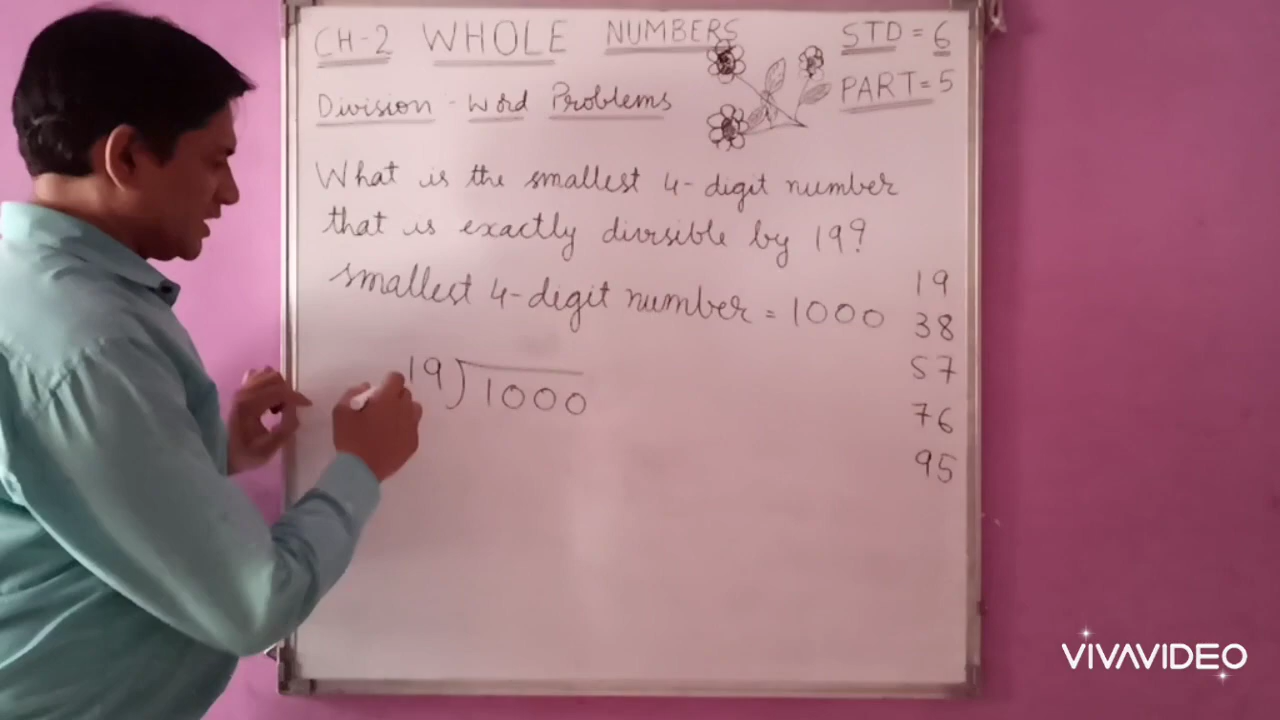 CH-2 WHOLE NUMBERS
STD = 6
PART = 5
Division - Word Problems
What is the smallest 4-digit number
that is exactly divisible by 19?
smallest 4-digit number = 1000
19
38
57
76
95
19)1000
VIVAVIDEO